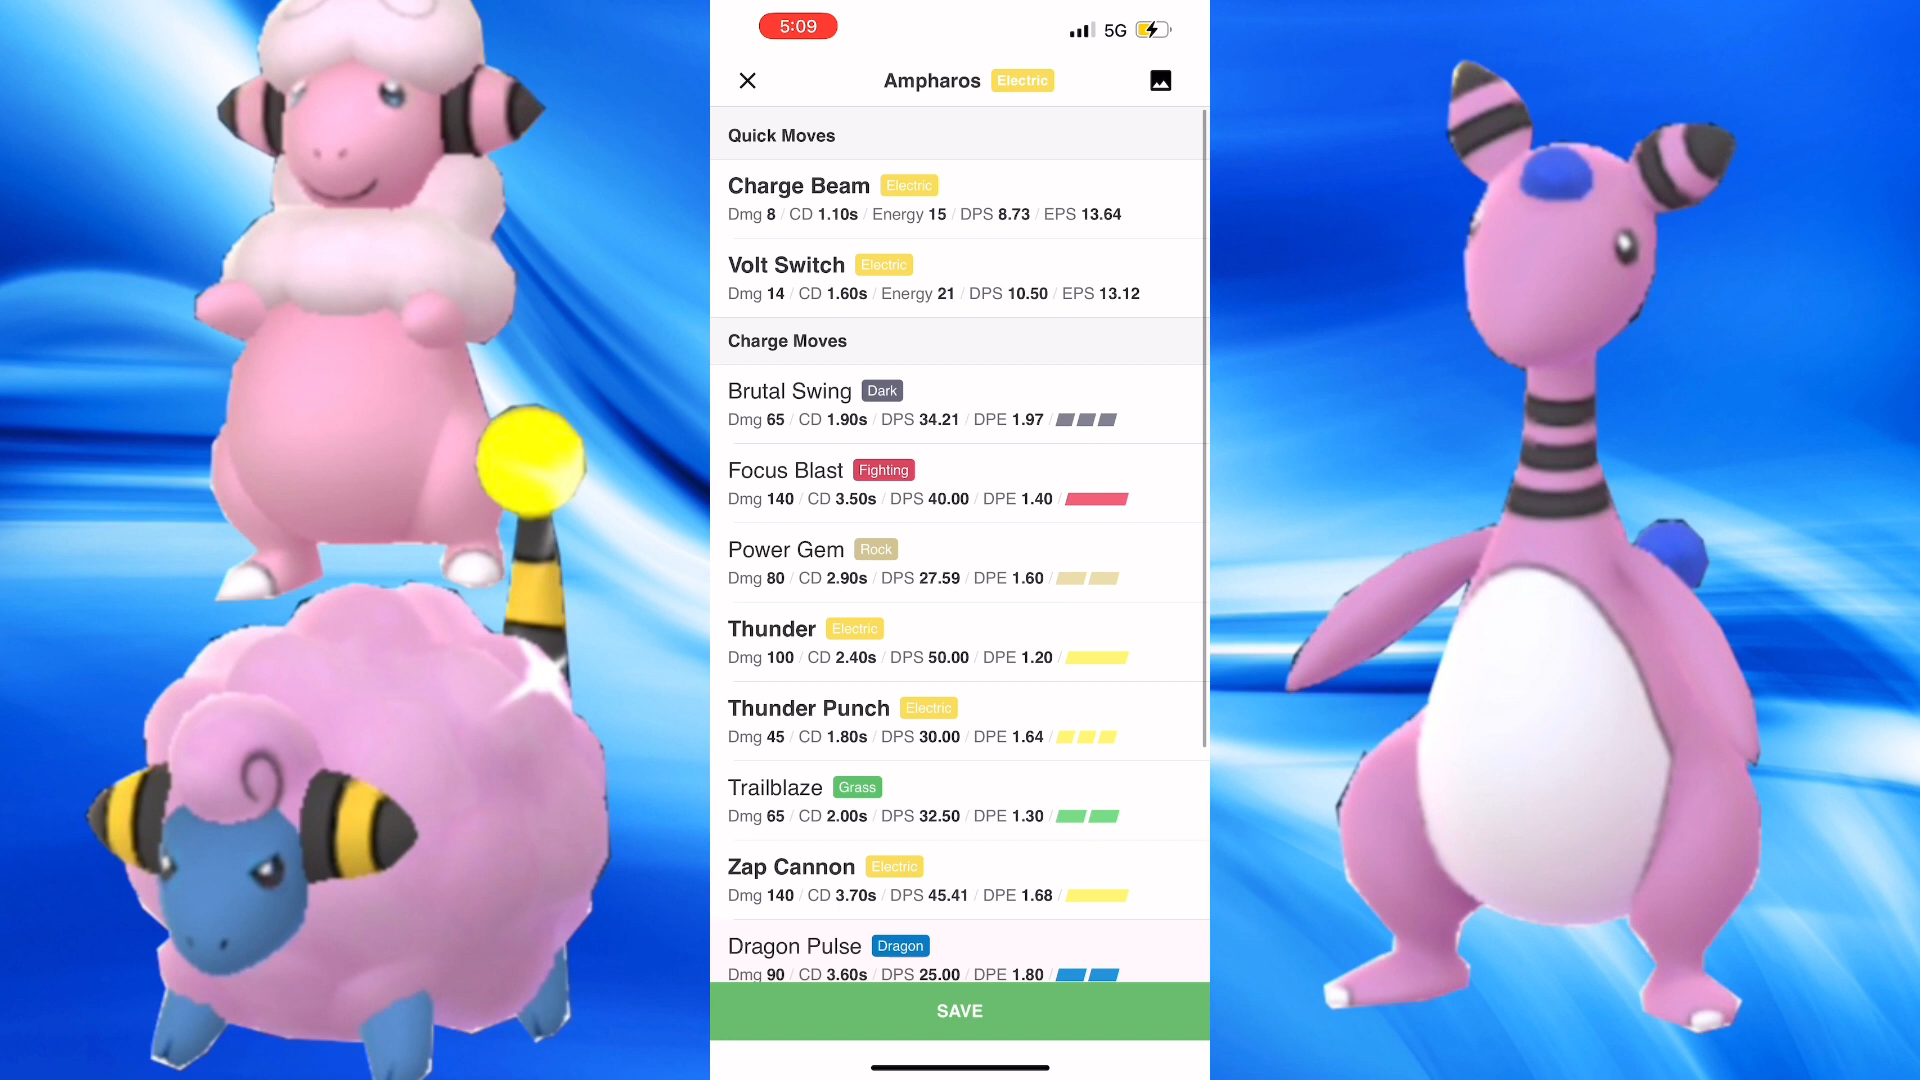 5:09
5G
Ampharos Electric
Quick Moves
Charge Beam Electric
Dmg 8 / CD 1.10s / Energy 15 / DPS 8.73 / EPS 13.64
Volt Switch Electric
Dmg 14 / CD 1.60s / Energy 21 / DPS 10.50 / EPS 13.12
Charge Moves
Brutal Swing Dark
Dmg 65 / CD 1.90s / DPS 34.21 / DPE 1.97 /
Focus Blast Fighting
Dmg 140 / CD 3.50s / DPS 40.00 / DPE 1.40 /
Power Gem Rock
Dmg 80 / CD 2.90s / DPS 27.59 / DPE 1.60 /
Thunder Electric
Dmg 100 / CD 2.40s / DPS 50.00 / DPE 1.20 /
Thunder Punch Electric
Dmg 45 / CD 1.80s / DPS 30.00 / DPE 1.64 /
Trailblaze Grass
Dmg 65 / CD 2.00s / DPS 32.50 / DPE 1.30 /
Zap Cannon Electric
Dmg 140 / CD 3.70s / DPS 45.41 / DPE 1.68 /
Dragon Pulse Dragon
Dmg 90 / CD 3.60s / DPS 25.00 / DPE 1.80 /
SAVE